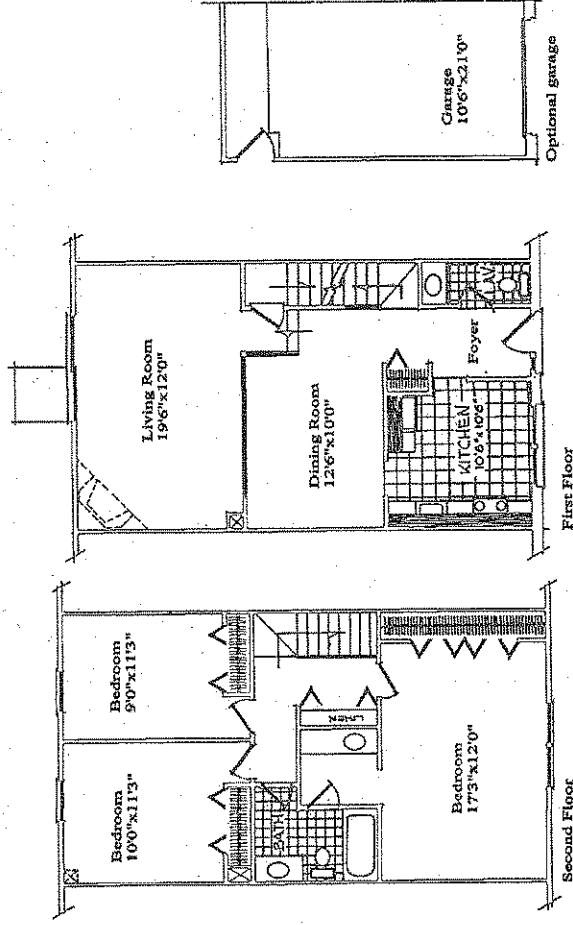 Bedroom
10'0"x11'3"
Bedroom
9'0"x11'3"
BATH
LINEN
Bedroom
17'3"x12'0"
Second Floor
Living Room
19'6"x12'0"
Dining Room
12'6"x10'0"
KITCHEN
10'6"x10'6"
Foyer
LAV
First Floor
Garage
10'6"x21'0"
Optional garage